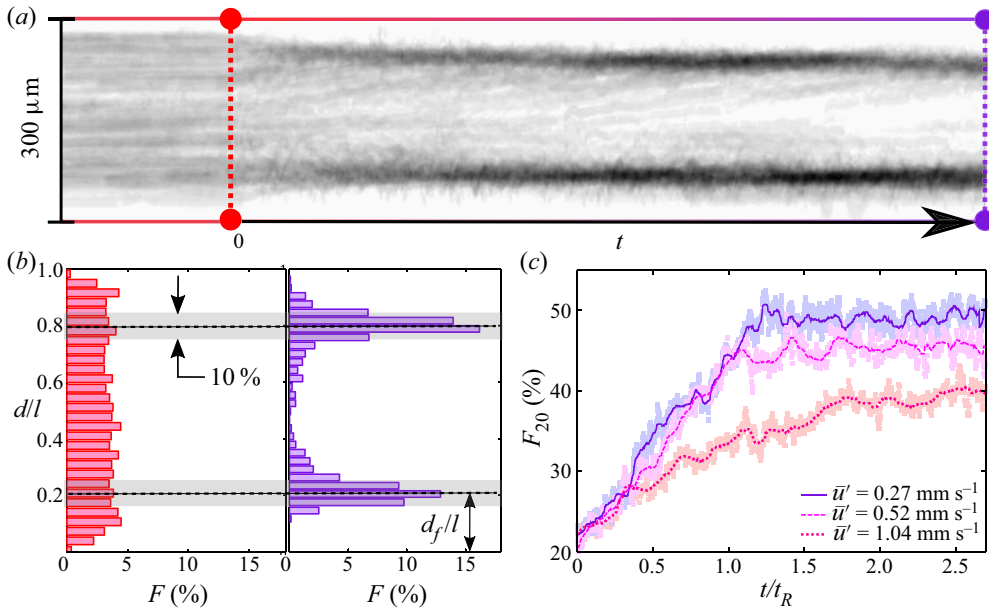 (a)
300 μm
0
t
(b)
1.0
0.8
0.6
0.4
0.2
d/l
10 %
d_f/l
0 5 10 15
0 5 10 15
F (%)
F (%)
(c)
50
40
30
20
F₂₀ (%)
ū′ = 0.27 mm s⁻¹
ū′ = 0.52 mm s⁻¹
ū′ = 1.04 mm s⁻¹
0 0.5 1.0 1.5 2.0 2.5
t/t_R